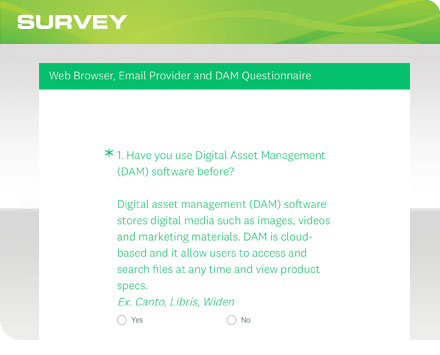 SURVEY
Web Browser, Email Provider and DAM Questionnaire
* 1. Have you use Digital Asset Management
(DAM) software before?
Digital asset management (DAM) software
stores digital media such as images, videos
and marketing materials. DAM is cloud-
based and it allow users to access and
search files at any time and view product
specs.
Ex. Canto, Libris, Widen
Yes No